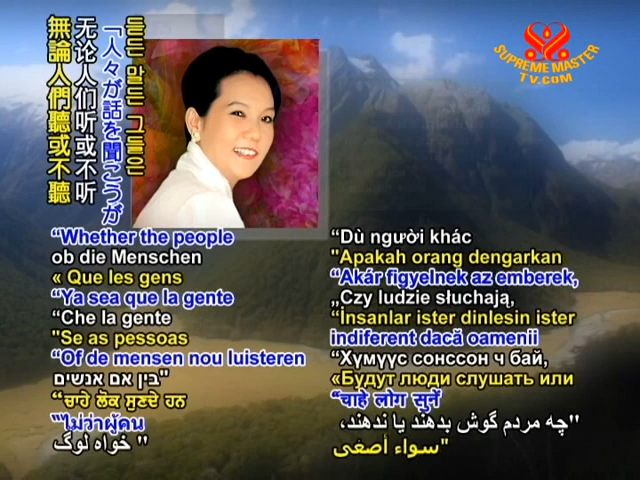 無論人們聽或不聽
无论人们听或不听
「人々が話を聞こうが
듣든 말든 그들인
SUPREME MASTER
TV.COM
“Whether the people
ob die Menschen
« Que les gens
“Ya sea que la gente
“Che la gente
"Se as pessoas
“Of de mensen nou luisteren
בין אם אנשים"
“ਚਾਹੇ ਲੋਕ ਸੁਣਦੇ ਹਨ
“ไม่ว่าผู้คน
" خواہ لوگ
“Dù người khác
"Apakah orang dengarkan
“Akár figyelnek az emberek,
„Czy ludzie słuchają,
“İnsanlar ister dinlesin ister
indiferent dacă oamenii
“Хүмүүс сонссон ч бай,
«Будут люди слушать или
“चाहे लोग सुनें
"چه مردم گوش بدهند یا ندهند،
سواء أصغى"